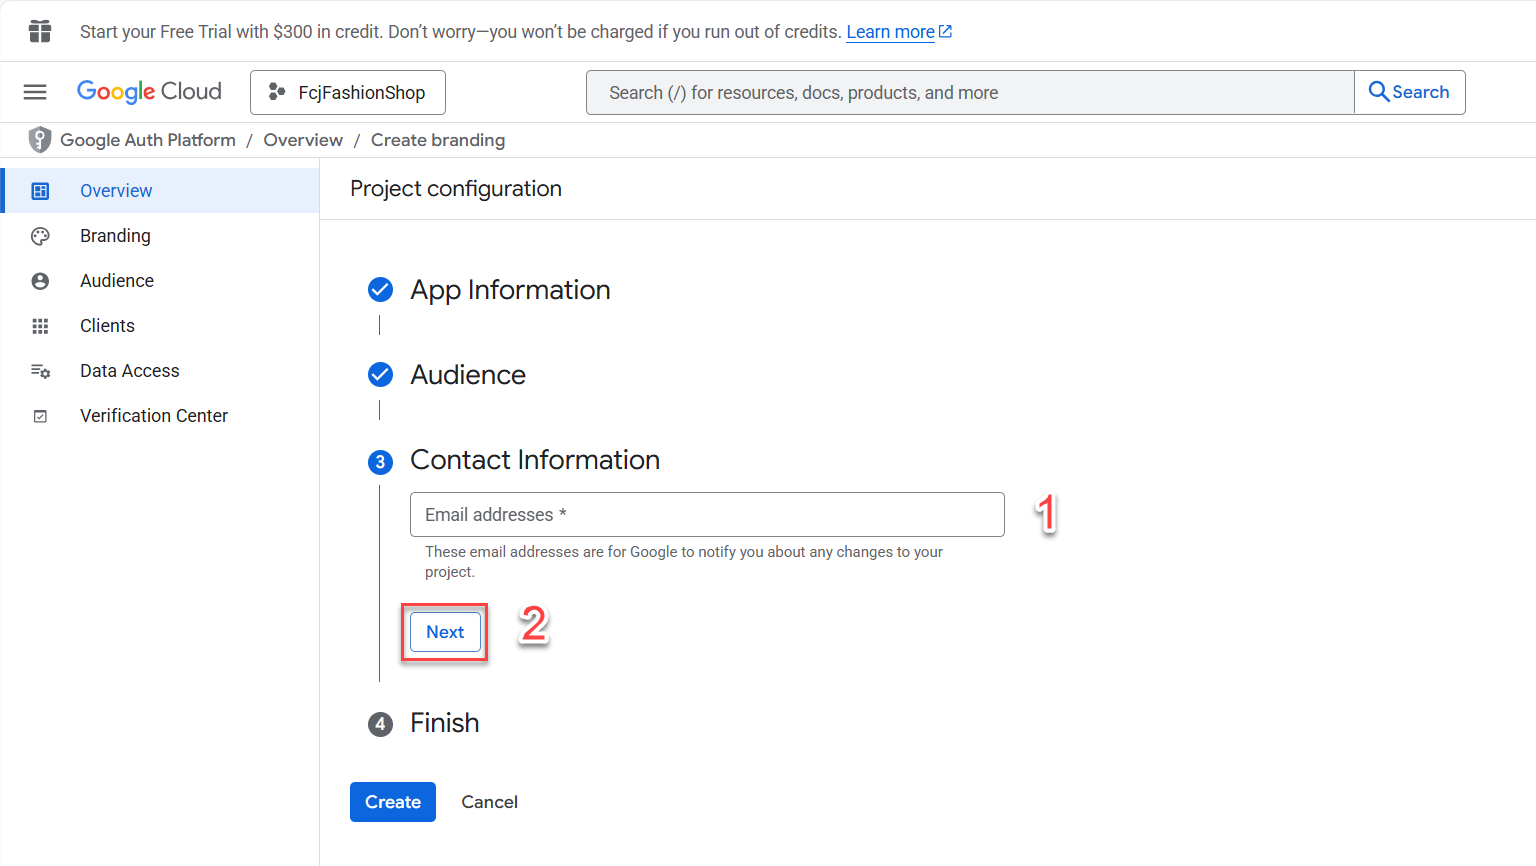 Start your Free Trial with $300 in credit. Don’t worry—you won’t be charged if you run out of credits. Learn more
Google Cloud
FcjFashionShop
Search (/) for resources, docs, products, and more
Search
Google Auth Platform / Overview / Create branding
Overview
Branding
Audience
Clients
Data Access
Verification Center
Project configuration
App Information
Audience
3 Contact Information
Email addresses *
1
These email addresses are for Google to notify you about any changes to your
project.
Next
2
4 Finish
Create
Cancel